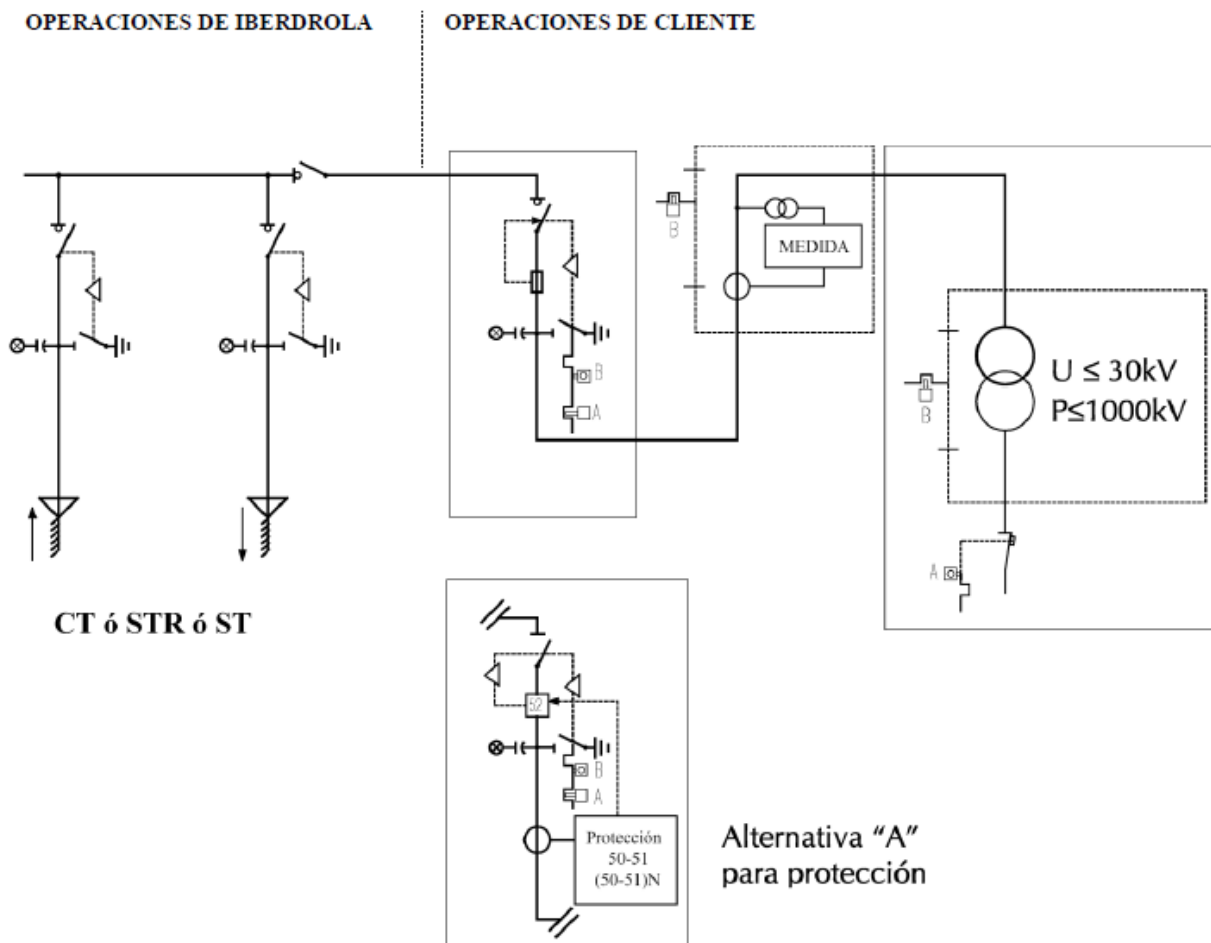 OPERACIONES DE IBERDROLA
OPERACIONES DE CLIENTE
B
MEDIDA
B
A
B
U ≤ 30kV
P≤1000kV
A
CT ó STR ó ST
52
B
A
Protección
50-51
(50-51)N
Alternativa “A”
para protección